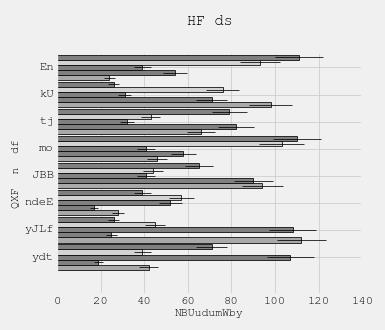 HF ds
En
kU
tj
mo
JBB
ndeE
yJLf
ydt
QXF n df
0 20 40 60 80 100 120 140
NBUudumWby